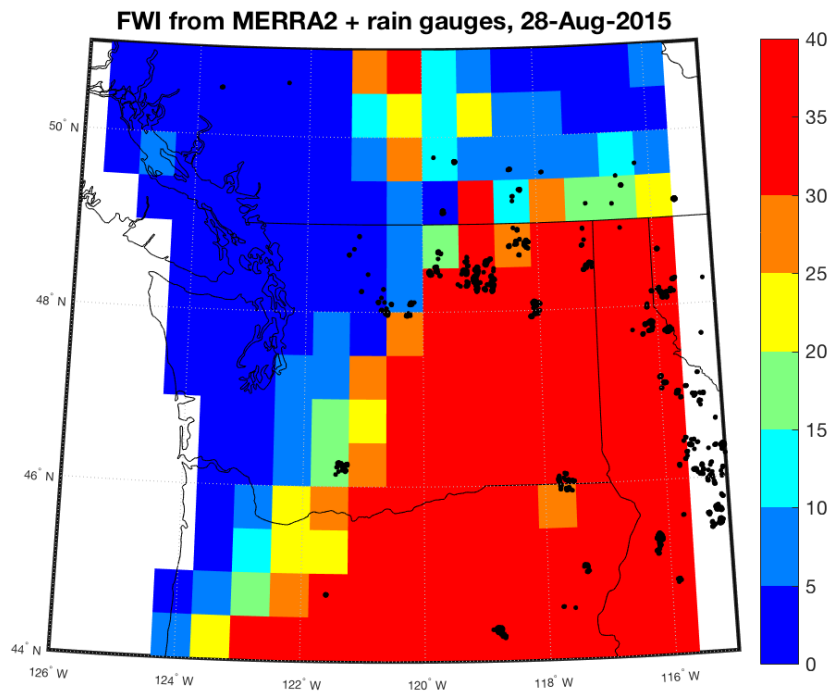 FWI from MERRA2 + rain gauges, 28-Aug-2015
40
35
30
25
20
15
10
5
0
50° N
48° N
46° N
44° N
126° W
124° W
122° W
120° W
118° W
116° W